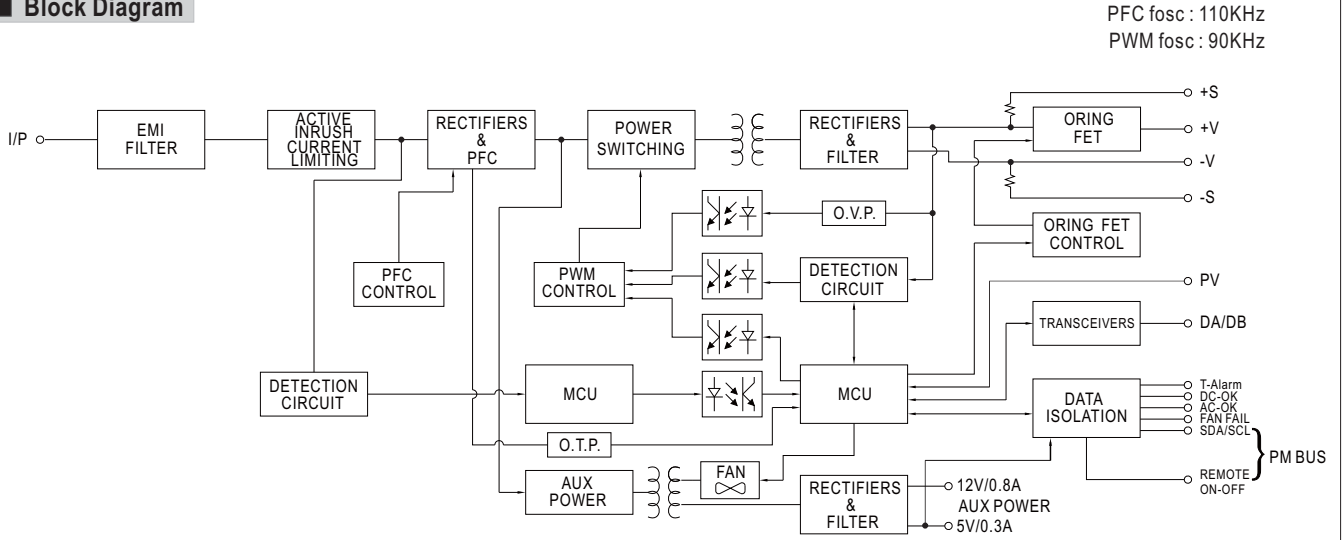 Block Diagram
PFC fosc : 110KHz
PWM fosc : 90KHz
I/P
EMI
FILTER
ACTIVE
INRUSH
CURRENT
LIMITING
RECTIFIERS
&
PFC
POWER
SWITCHING
RECTIFIERS
&
FILTER
ORING
FET
+S
+V
-V
-S
O.V.P.
ORING FET
CONTROL
PFC
CONTROL
PWM
CONTROL
DETECTION
CIRCUIT
PV
TRANSCEIVERS
DA/DB
DETECTION
CIRCUIT
MCU
MCU
DATA
ISOLATION
T-Alarm
DC-OK
AC-OK
FAN FAIL
SDA/SCL
PM BUS
REMOTE
ON-OFF
O.T.P.
AUX
POWER
FAN
RECTIFIERS
&
FILTER
12V/0.8A
AUX POWER
5V/0.3A